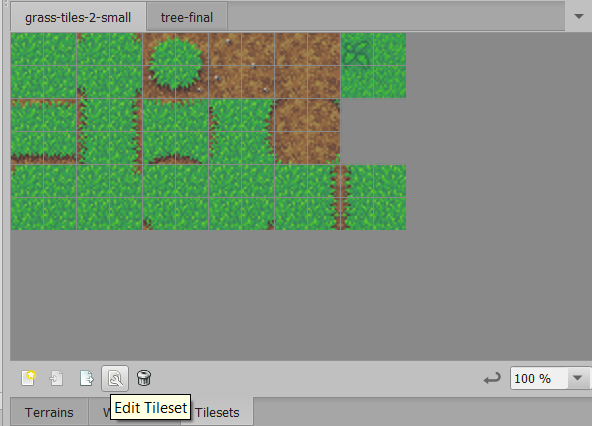 grass-tiles-2-small tree-final
100 %
Edit Tileset
Terrains Tilesets